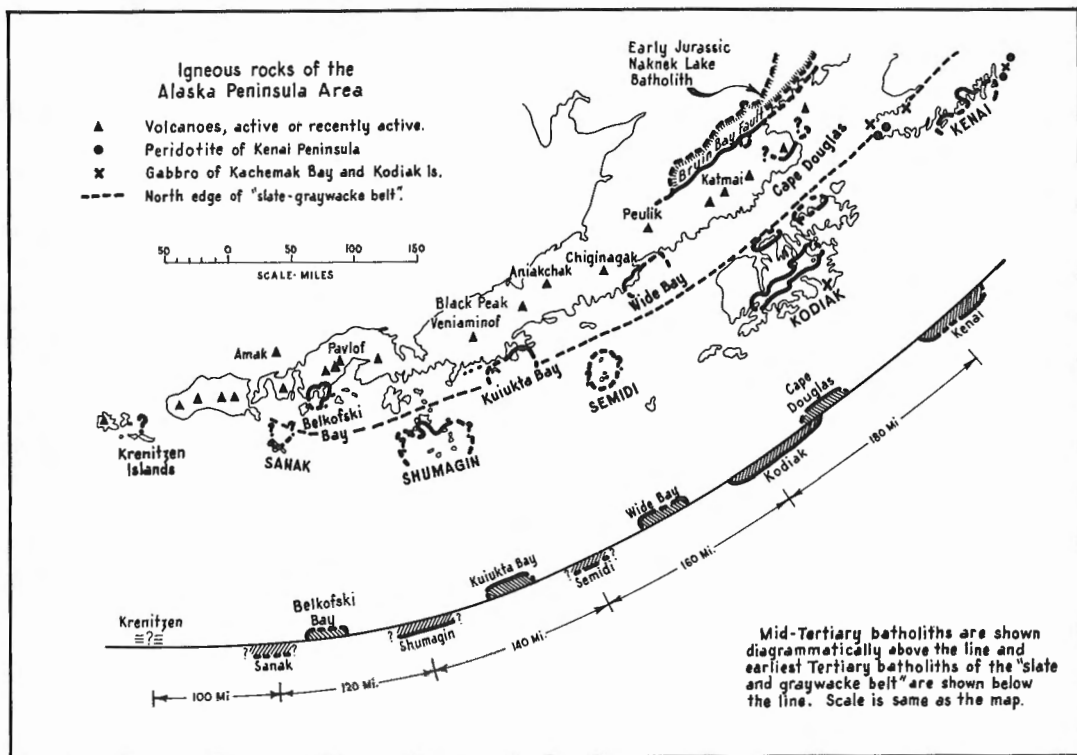 Igneous rocks of the
Alaska Peninsula Area
▲ Volcanoes, active or recently active.
● Peridotite of Kenai Peninsula
x Gabbro of Kachemak Bay and Kodiak Is.
---- North edge of "slate-graywacke belt".
50 0 50 100 150
SCALE-MILES
Early Jurassic
Naknek Lake
Batholith
Bryin Bay Fault
KENAI
Cape Douglas
Katmai
Peulik
Chiginagak
Aniakchak
Wide Bay
KODIAK
Black Peak
Veniaminof
Amak
Pavlof
Kuiukta Bay
SEMIDI
Belkofski
Bay
Krenitzen
Islands
SANAK
SHUMAGIN
? ? ? ? ?
Kenai
Cape
Douglas
180 Mi
Kodiak
Wide Bay
160 Mi.
Kuiukta Bay
? ?
Semidi
140 Mi.
Belkofski
Bay
? ?
Shumagin
Krenitzen
≡?≡
? ?
Sanak
120 Mi.
100 Mi
Mid-Tertiary batholiths are shown
diagrammatically above the line and
earliest Tertiary batholiths of the "slate
and graywacke belt" are shown below
the line. Scale is same as the map.